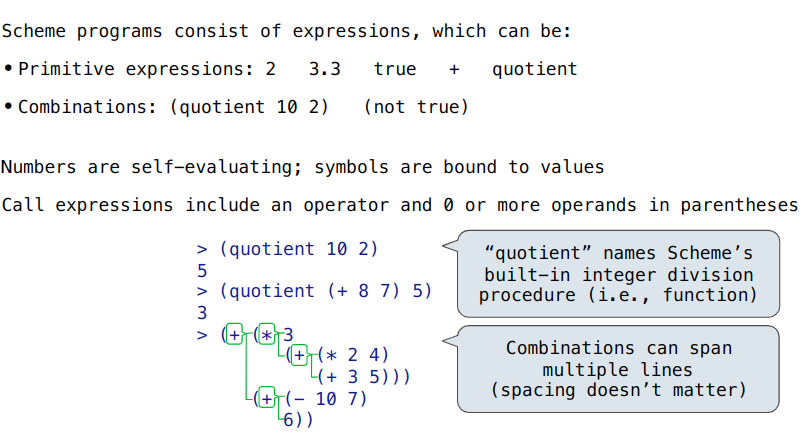 Scheme programs consist of expressions, which can be:
• Primitive expressions: 2 3.3 true + quotient
• Combinations: (quotient 10 2) (not true)
Numbers are self-evaluating; symbols are bound to values
Call expressions include an operator and 0 or more operands in parentheses
> (quotient 10 2)
5
> (quotient (+ 8 7) 5)
3
> (+ (* 3
(+ (* 2 4)
(+ 3 5)))
(+ (- 10 7)
6))
“quotient” names Scheme’s
built-in integer division
procedure (i.e., function)
Combinations can span
multiple lines
(spacing doesn’t matter)